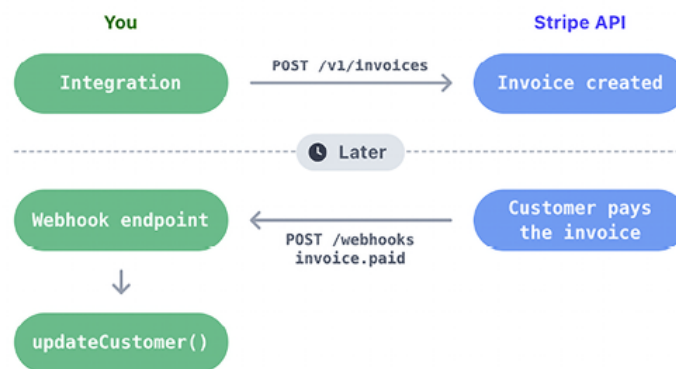 You
Stripe API
Integration
POST /v1/invoices
Invoice created
Later
Webhook endpoint
POST /webhooks
invoice.paid
Customer pays
the invoice
updateCustomer()